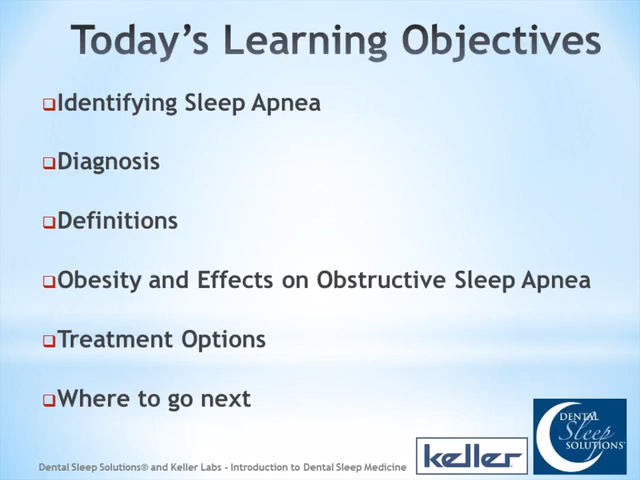 Today's Learning Objectives
Identifying Sleep Apnea
Diagnosis
Definitions
Obesity and Effects on Obstructive Sleep Apnea
Treatment Options
Where to go next
Dental Sleep Solutions® and Keller Labs - Introduction to Dental Sleep Medicine
keller
DENTAL
Sleep
SOLUTIONS